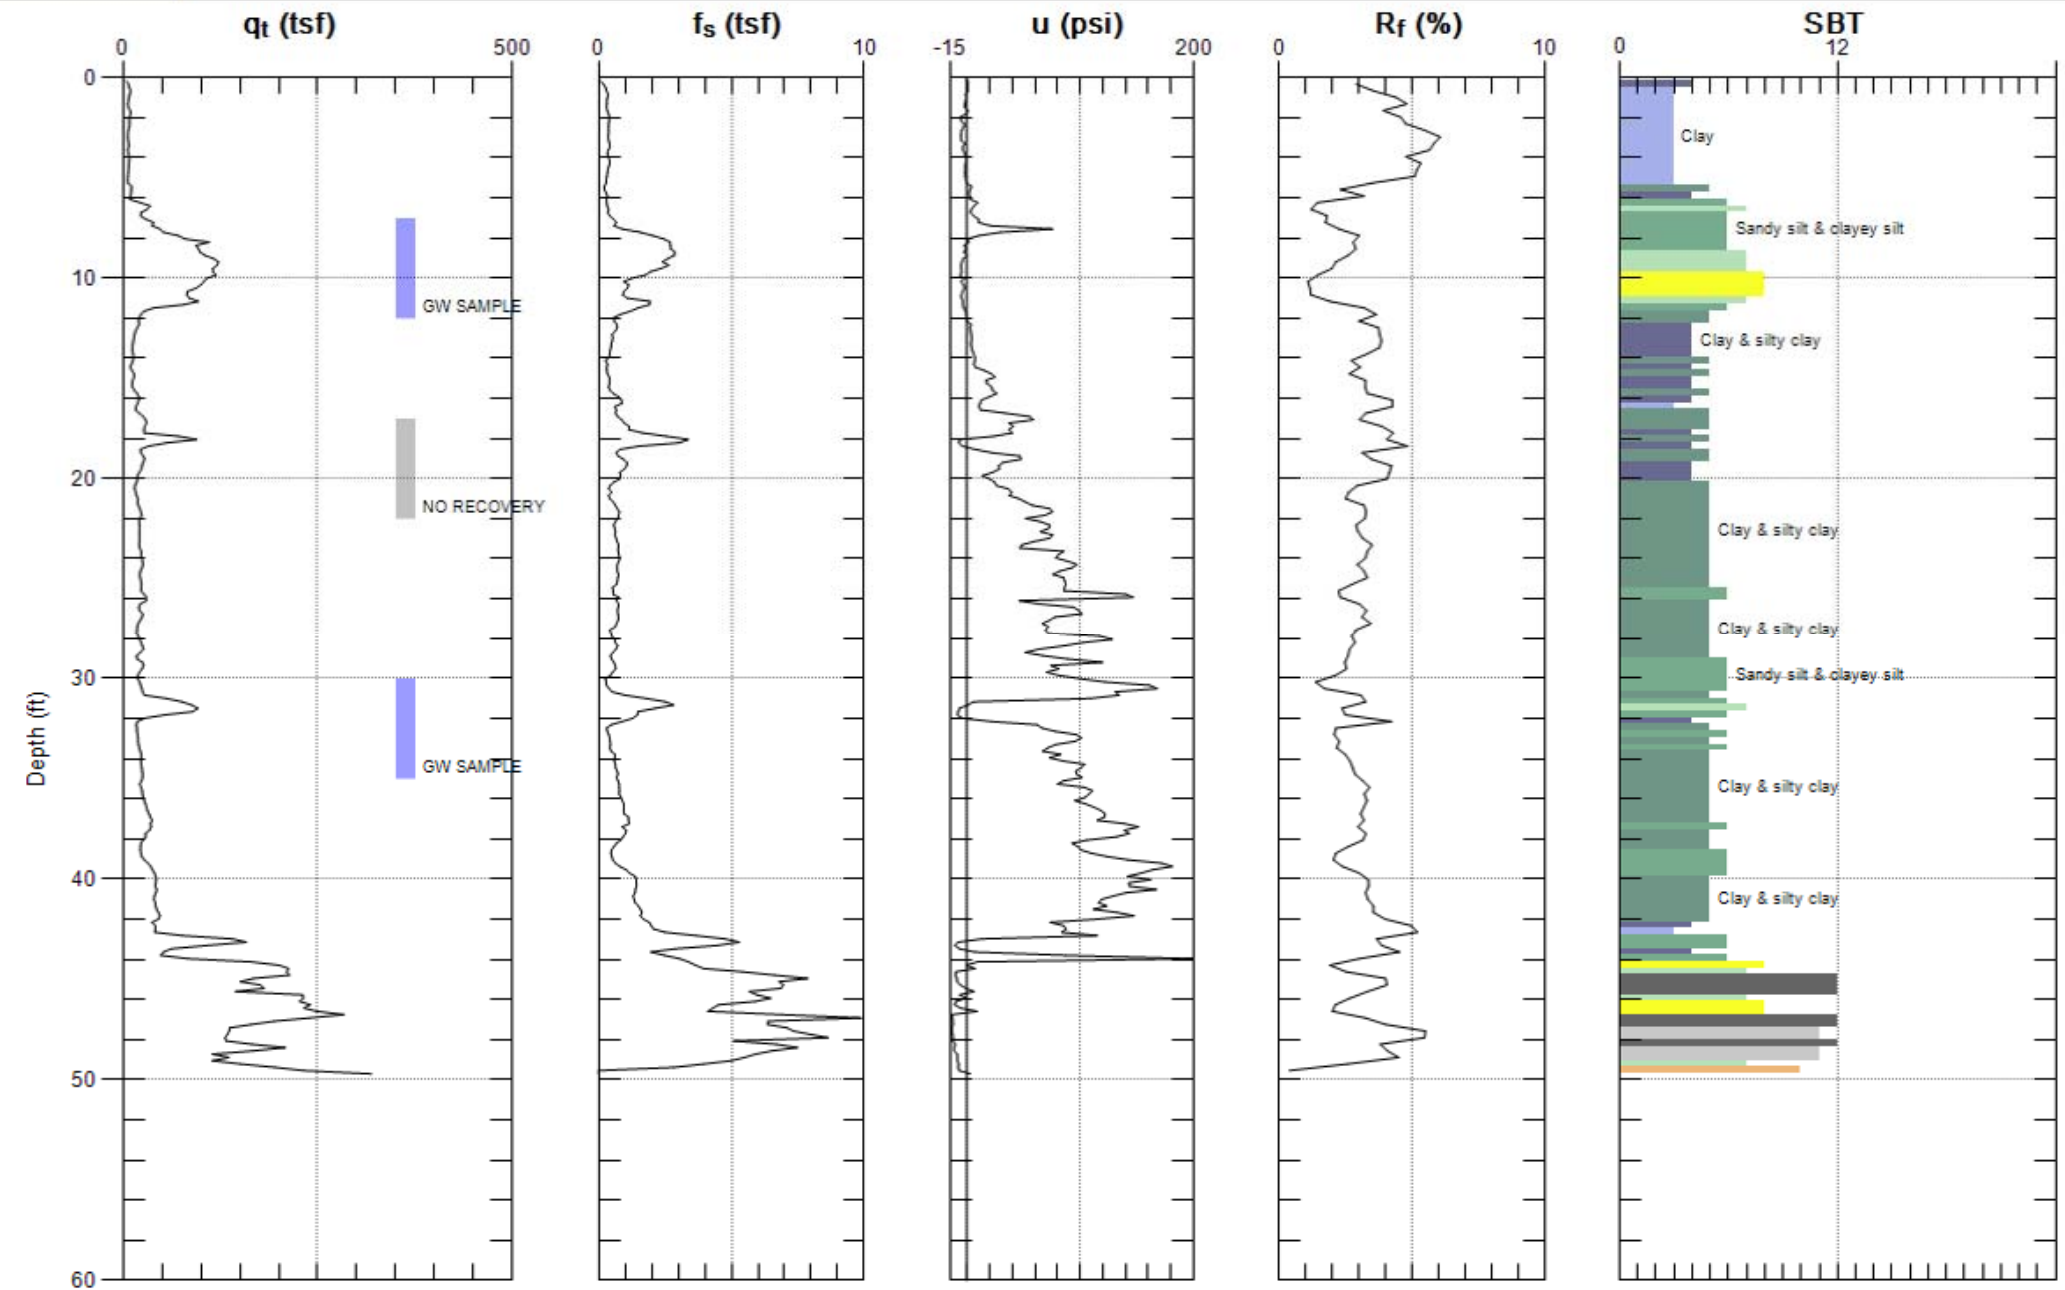 qt (tsf) fs (tsf) u (psi) Rf (%) SBT
0 500 0 10 -15 200 0 10 0 12
0
Clay
Sandy silt & clayey silt
10
GW SAMPLE
Clay & silty clay
20
NO RECOVERY
Clay & silty clay
Clay & silty clay
30
Sandy silt & clayey silt
Depth (ft)
GW SAMPLE
Clay & silty clay
40
Clay & silty clay
50
60